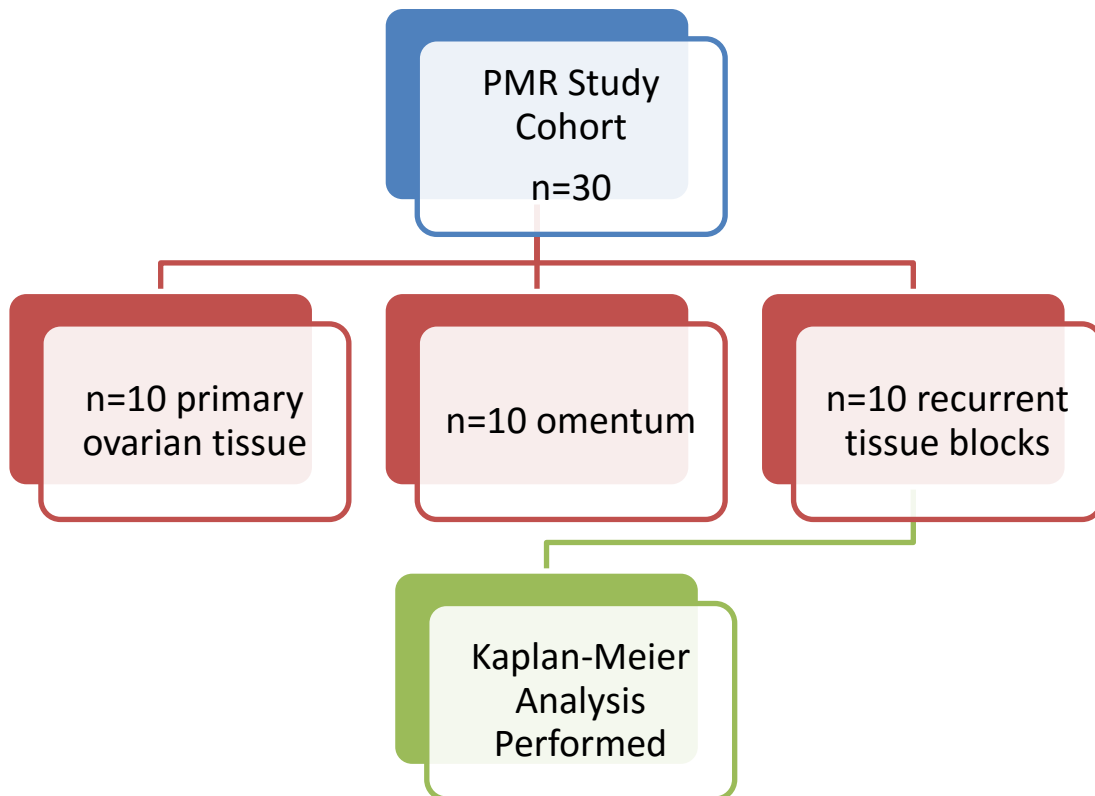 PMR Study
Cohort
n=30
n=10 primary
ovarian tissue
n=10 omentum
n=10 recurrent
tissue blocks
Kaplan-Meier
Analysis
Performed